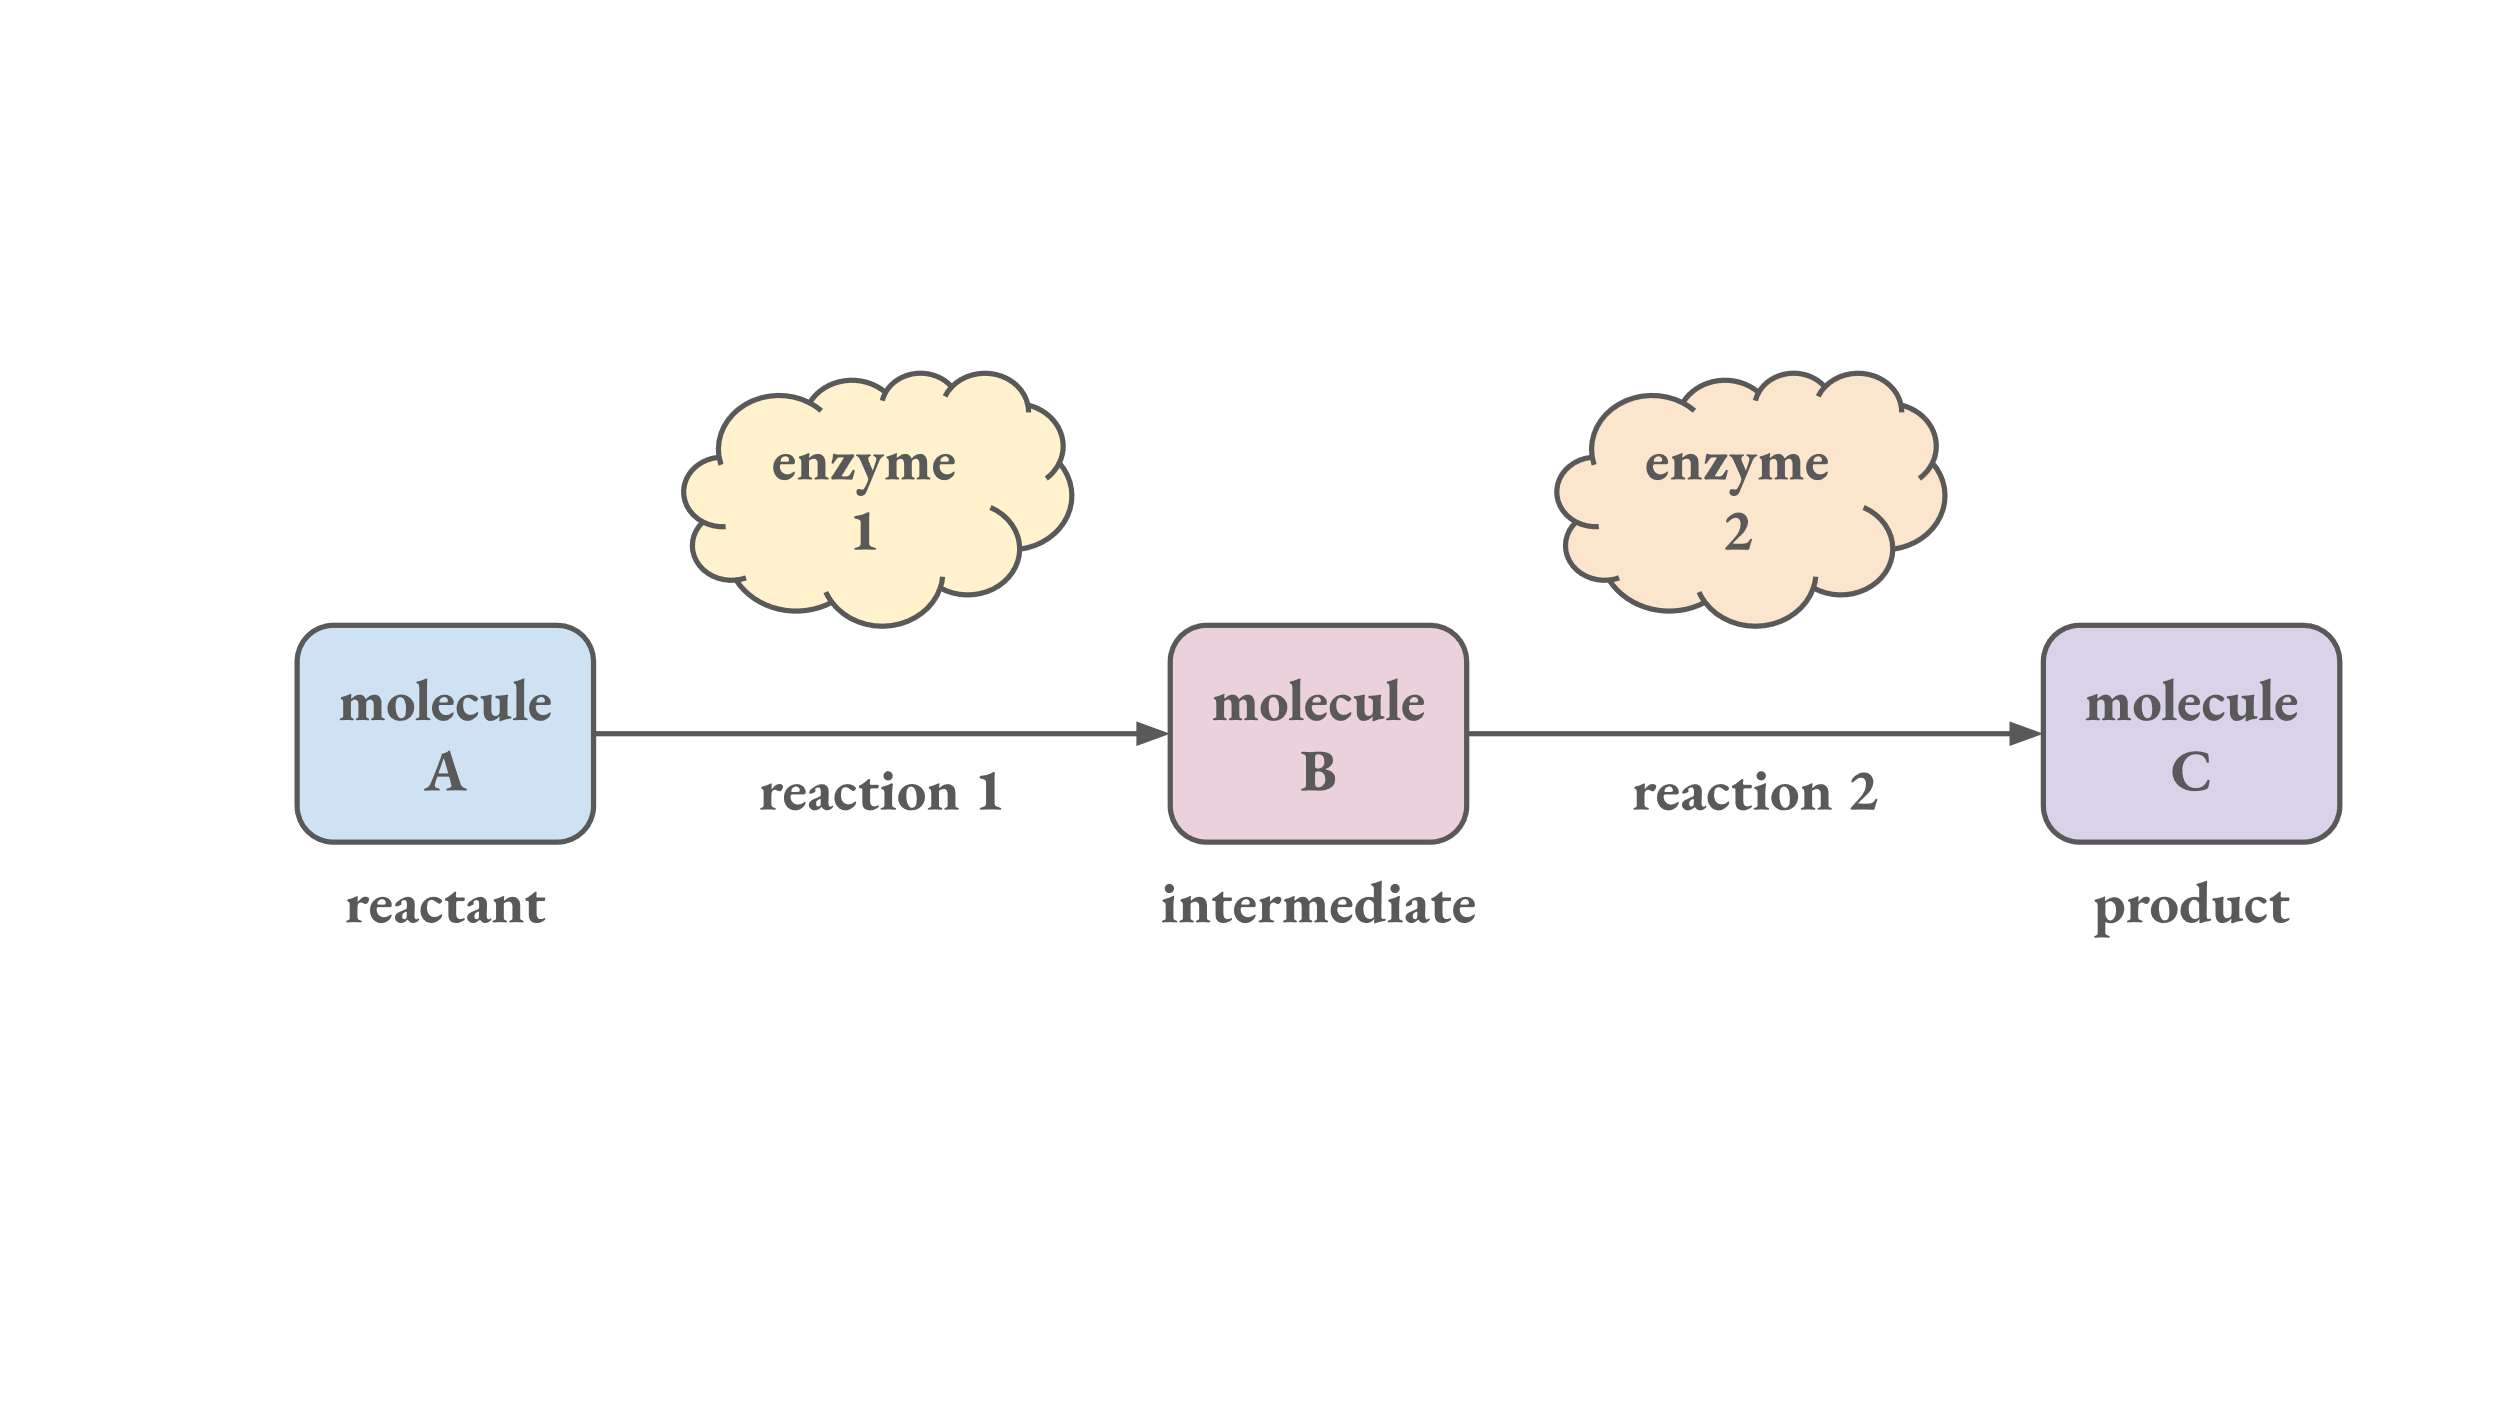 enzyme
1
enzyme
2
molecule
A
reaction 1
molecule
B
reaction 2
molecule
C
reactant
intermediate
product